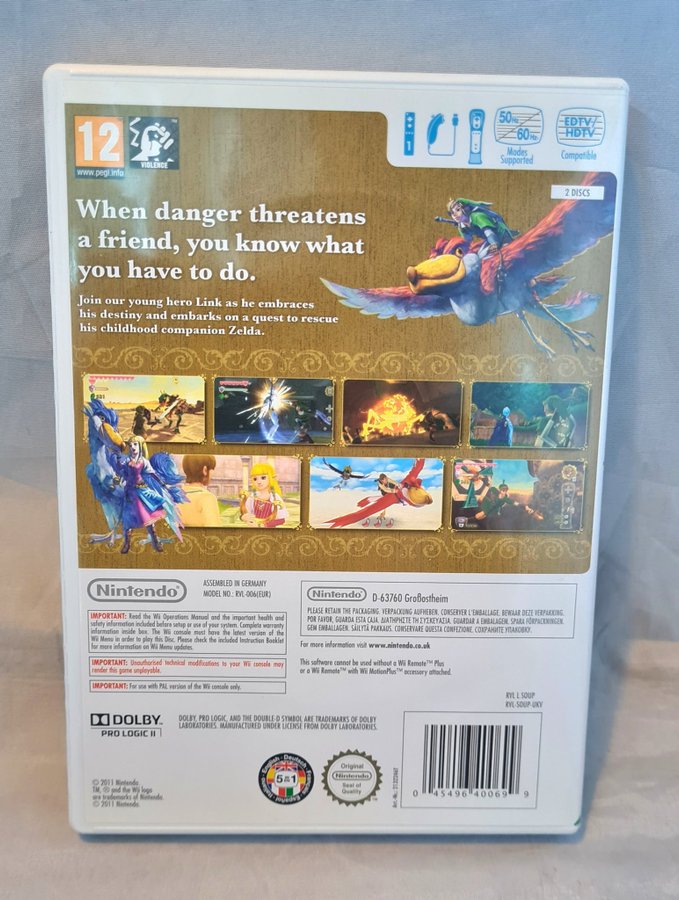 12
www.pegi.info
VIOLENCE
1
50Hz
60Hz
Modes
Supported
EDTV/
HDTV
Compatible
2 DISCS
When danger threatens
a friend, you know what
you have to do.
Join our young hero Link as he embraces
his destiny and embarks on a quest to rescue
his childhood companion Zelda.
Nintendo
ASSEMBLED IN GERMANY
MODEL NO.: RVL-006(EUR)
IMPORTANT: Read the Wii Operations Manual and the important health and
safety information included before setup or use of your system. Complete warranty
information inside box. The Wii console must have the latest version of the
Wii Menu in order to play this Disc. Please check the included Instruction Booklet
for more information on Wii Menu updates.
IMPORTANT: Unauthorised technical modifications to your Wii console may
render this game unplayable.
IMPORTANT: For use with PAL version of the Wii console only.
Nintendo
D-63760 Großostheim
PLEASE RETAIN THE PACKAGING. VERPACKUNG AUFHEBEN. CONSERVER L'EMBALLAGE. BEWAAR DEZE VERPAKKING.
POR FAVOR, GUARDA ESTA CAJA. ΔΙΑΤΗΡΗΣΤΕ ΤΗ ΣΥΣΚΕΥΑΣΙΑ. GUARDAR A EMBALAGEM. SPARA FÖRPACKNINGEN.
GEM EMBALLAGEN. SÄILYTÄ PAKKAUS. CONSERVARE QUESTA CONFEZIONE. СОХРАНИТЕ УПАКОВКУ.
For more information visit www.nintendo.co.uk
This software cannot be used without a Wii Remote™ Plus
or a Wii Remote™ with Wii MotionPlus™ accessory attached.
RVL L SOUP
RVL-SOUP-UKV
DOLBY.
PRO LOGIC II
DOLBY, PRO LOGIC, AND THE DOUBLE-D SYMBOL ARE TRADEMARKS OF DOLBY
LABORATORIES. MANUFACTURED UNDER LICENSE FROM DOLBY LABORATORIES.
© 2011 Nintendo.
TM, ® and the Wii logo
are trademarks of Nintendo.
© 2011 Nintendo.
English · Deutsch
5 in 1
Español
Original
Nintendo
Seal of
Quality
0 45496 40069 9